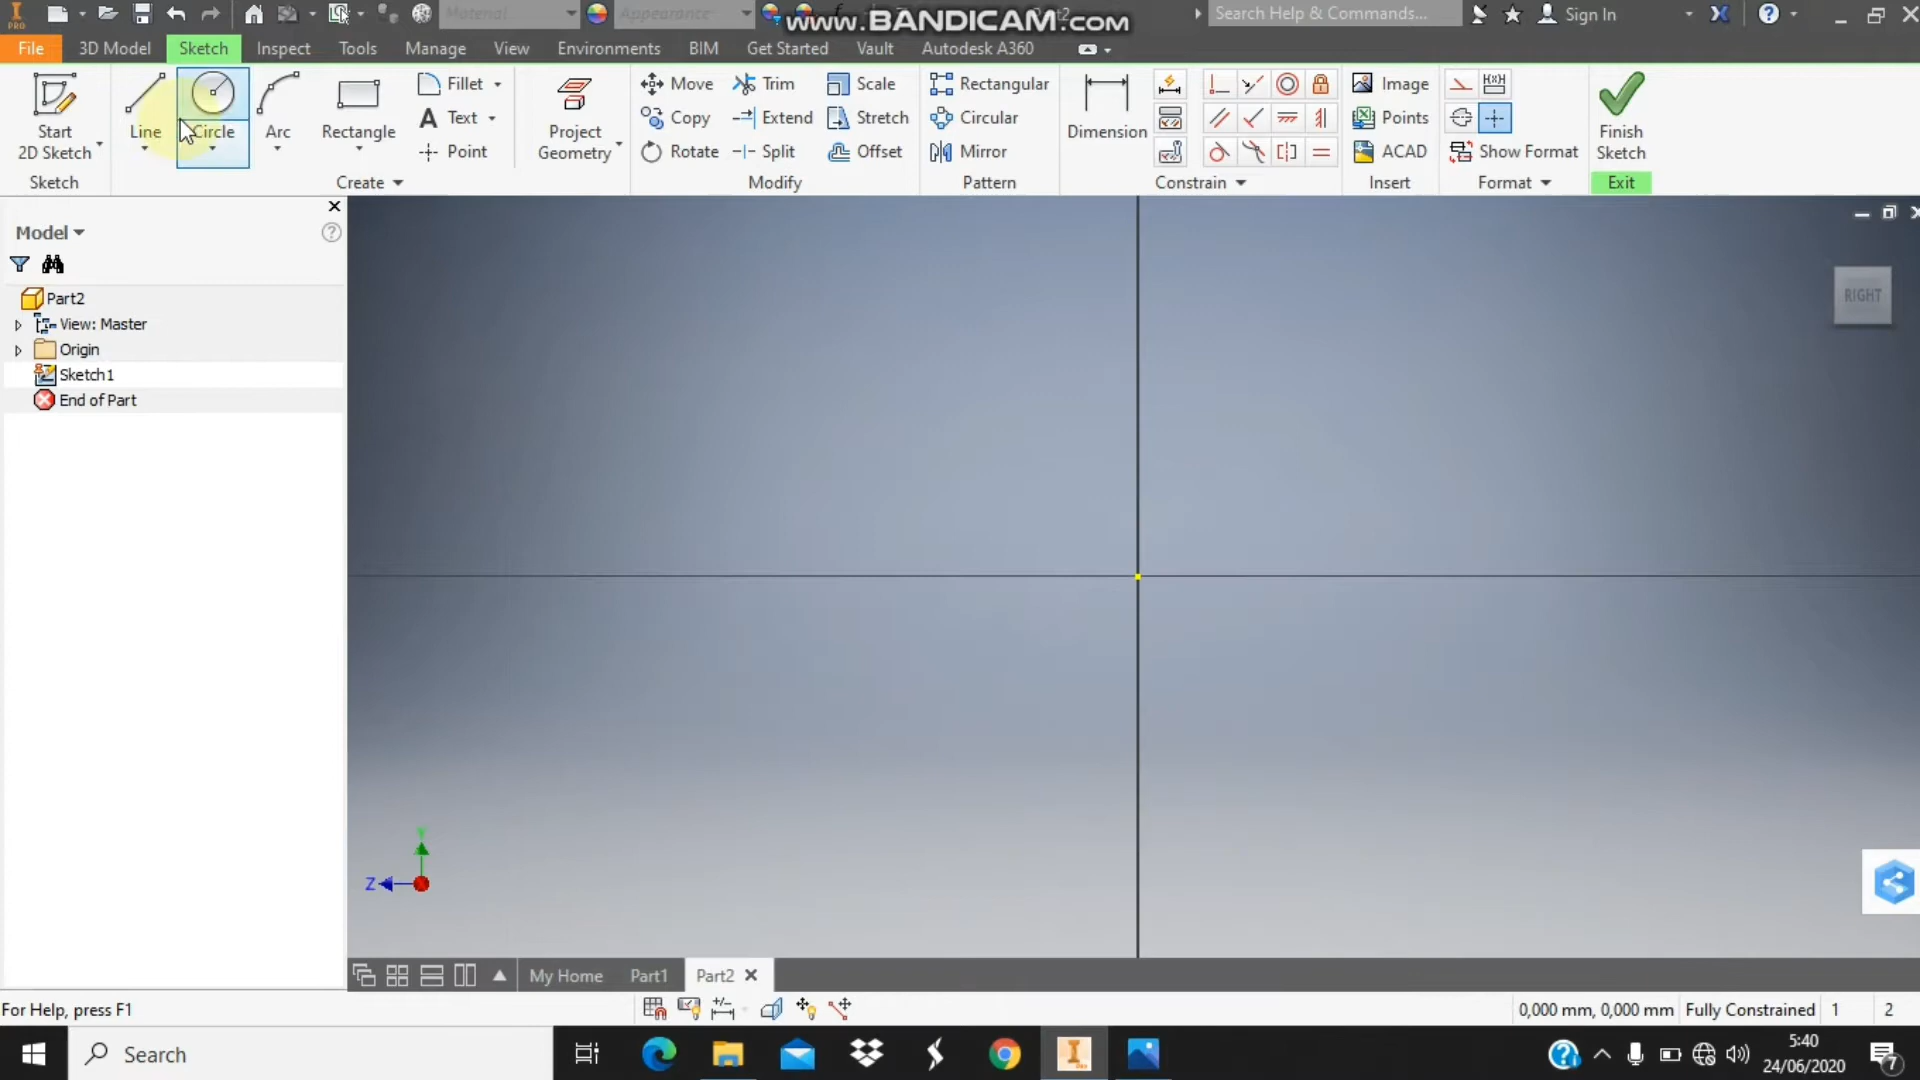 PRO Material Appearance www.BANDICAM.com Search Help & Commands... Sign In
File 3D Model Sketch Inspect Tools Manage View Environments BIM Get Started Vault Autodesk A360
Start 2D Sketch Line Circle Arc Rectangle Fillet Text Point Project Geometry
Move Trim Scale
Copy Extend Stretch
Rotate Split Offset
Rectangular
Circular
Mirror
Dimension
Image
Points
ACAD
Show Format
Finish Sketch
Sketch Create Modify Pattern Constrain Insert Format Exit
Model
Part2
View: Master
Origin
Sketch1
End of Part
RIGHT
Y
Z
My Home Part1 Part2
For Help, press F1
0,000 mm, 0,000 mm Fully Constrained 1 2
Search
5:40
24/06/2020
7